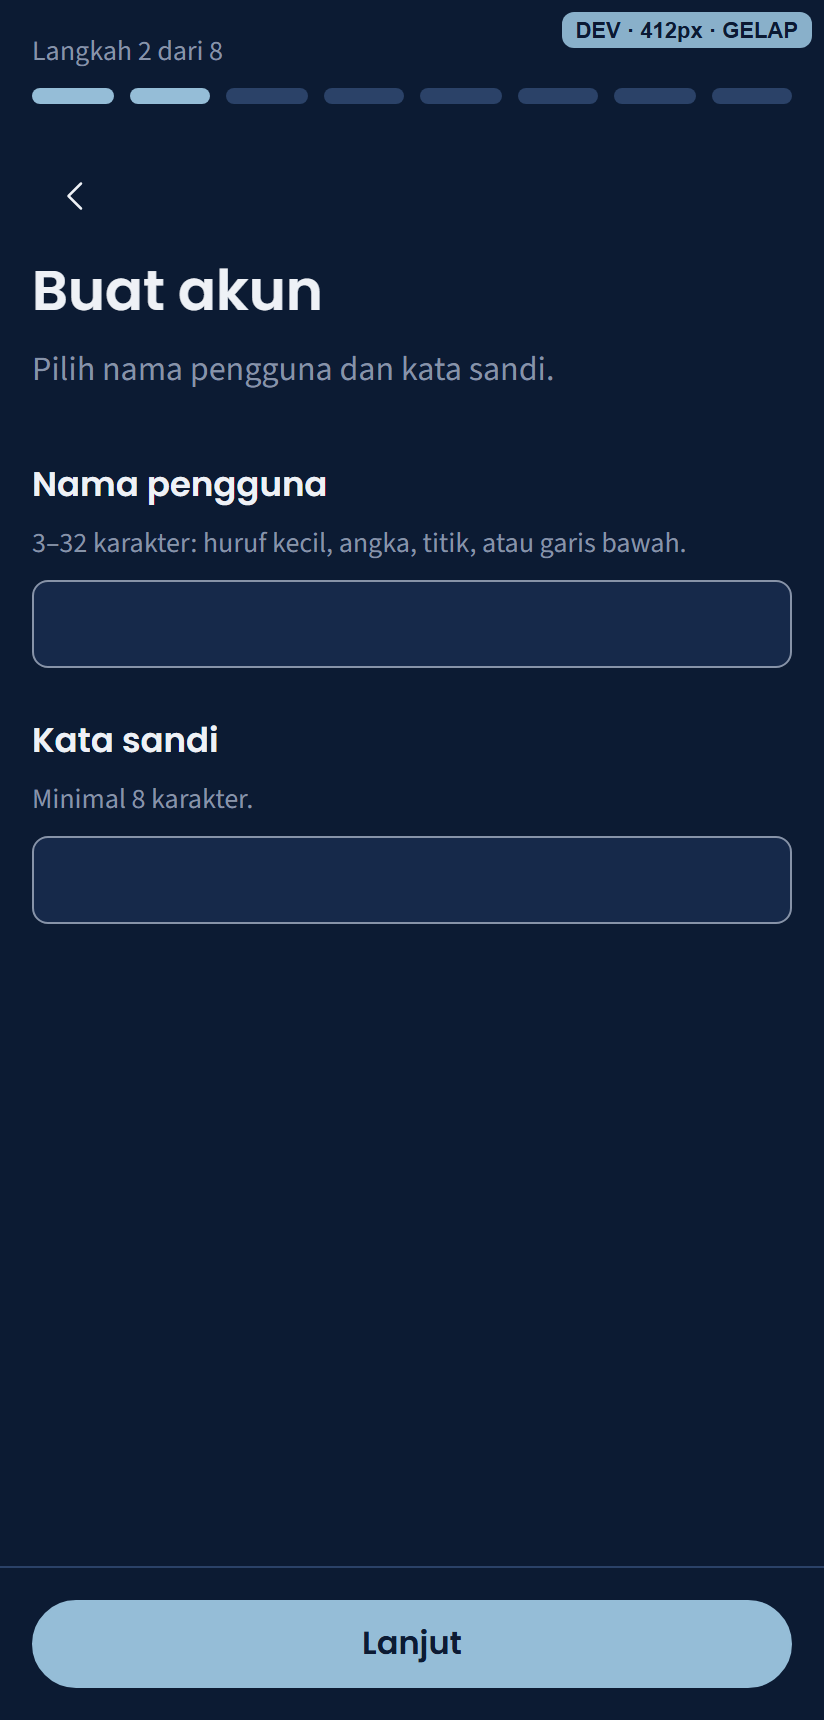 DEV · 412px · GELAP
Langkah 2 dari 8
Buat akun
Pilih nama pengguna dan kata sandi.
Nama pengguna
3–32 karakter: huruf kecil, angka, titik, atau garis bawah.
Kata sandi
Minimal 8 karakter.
Lanjut